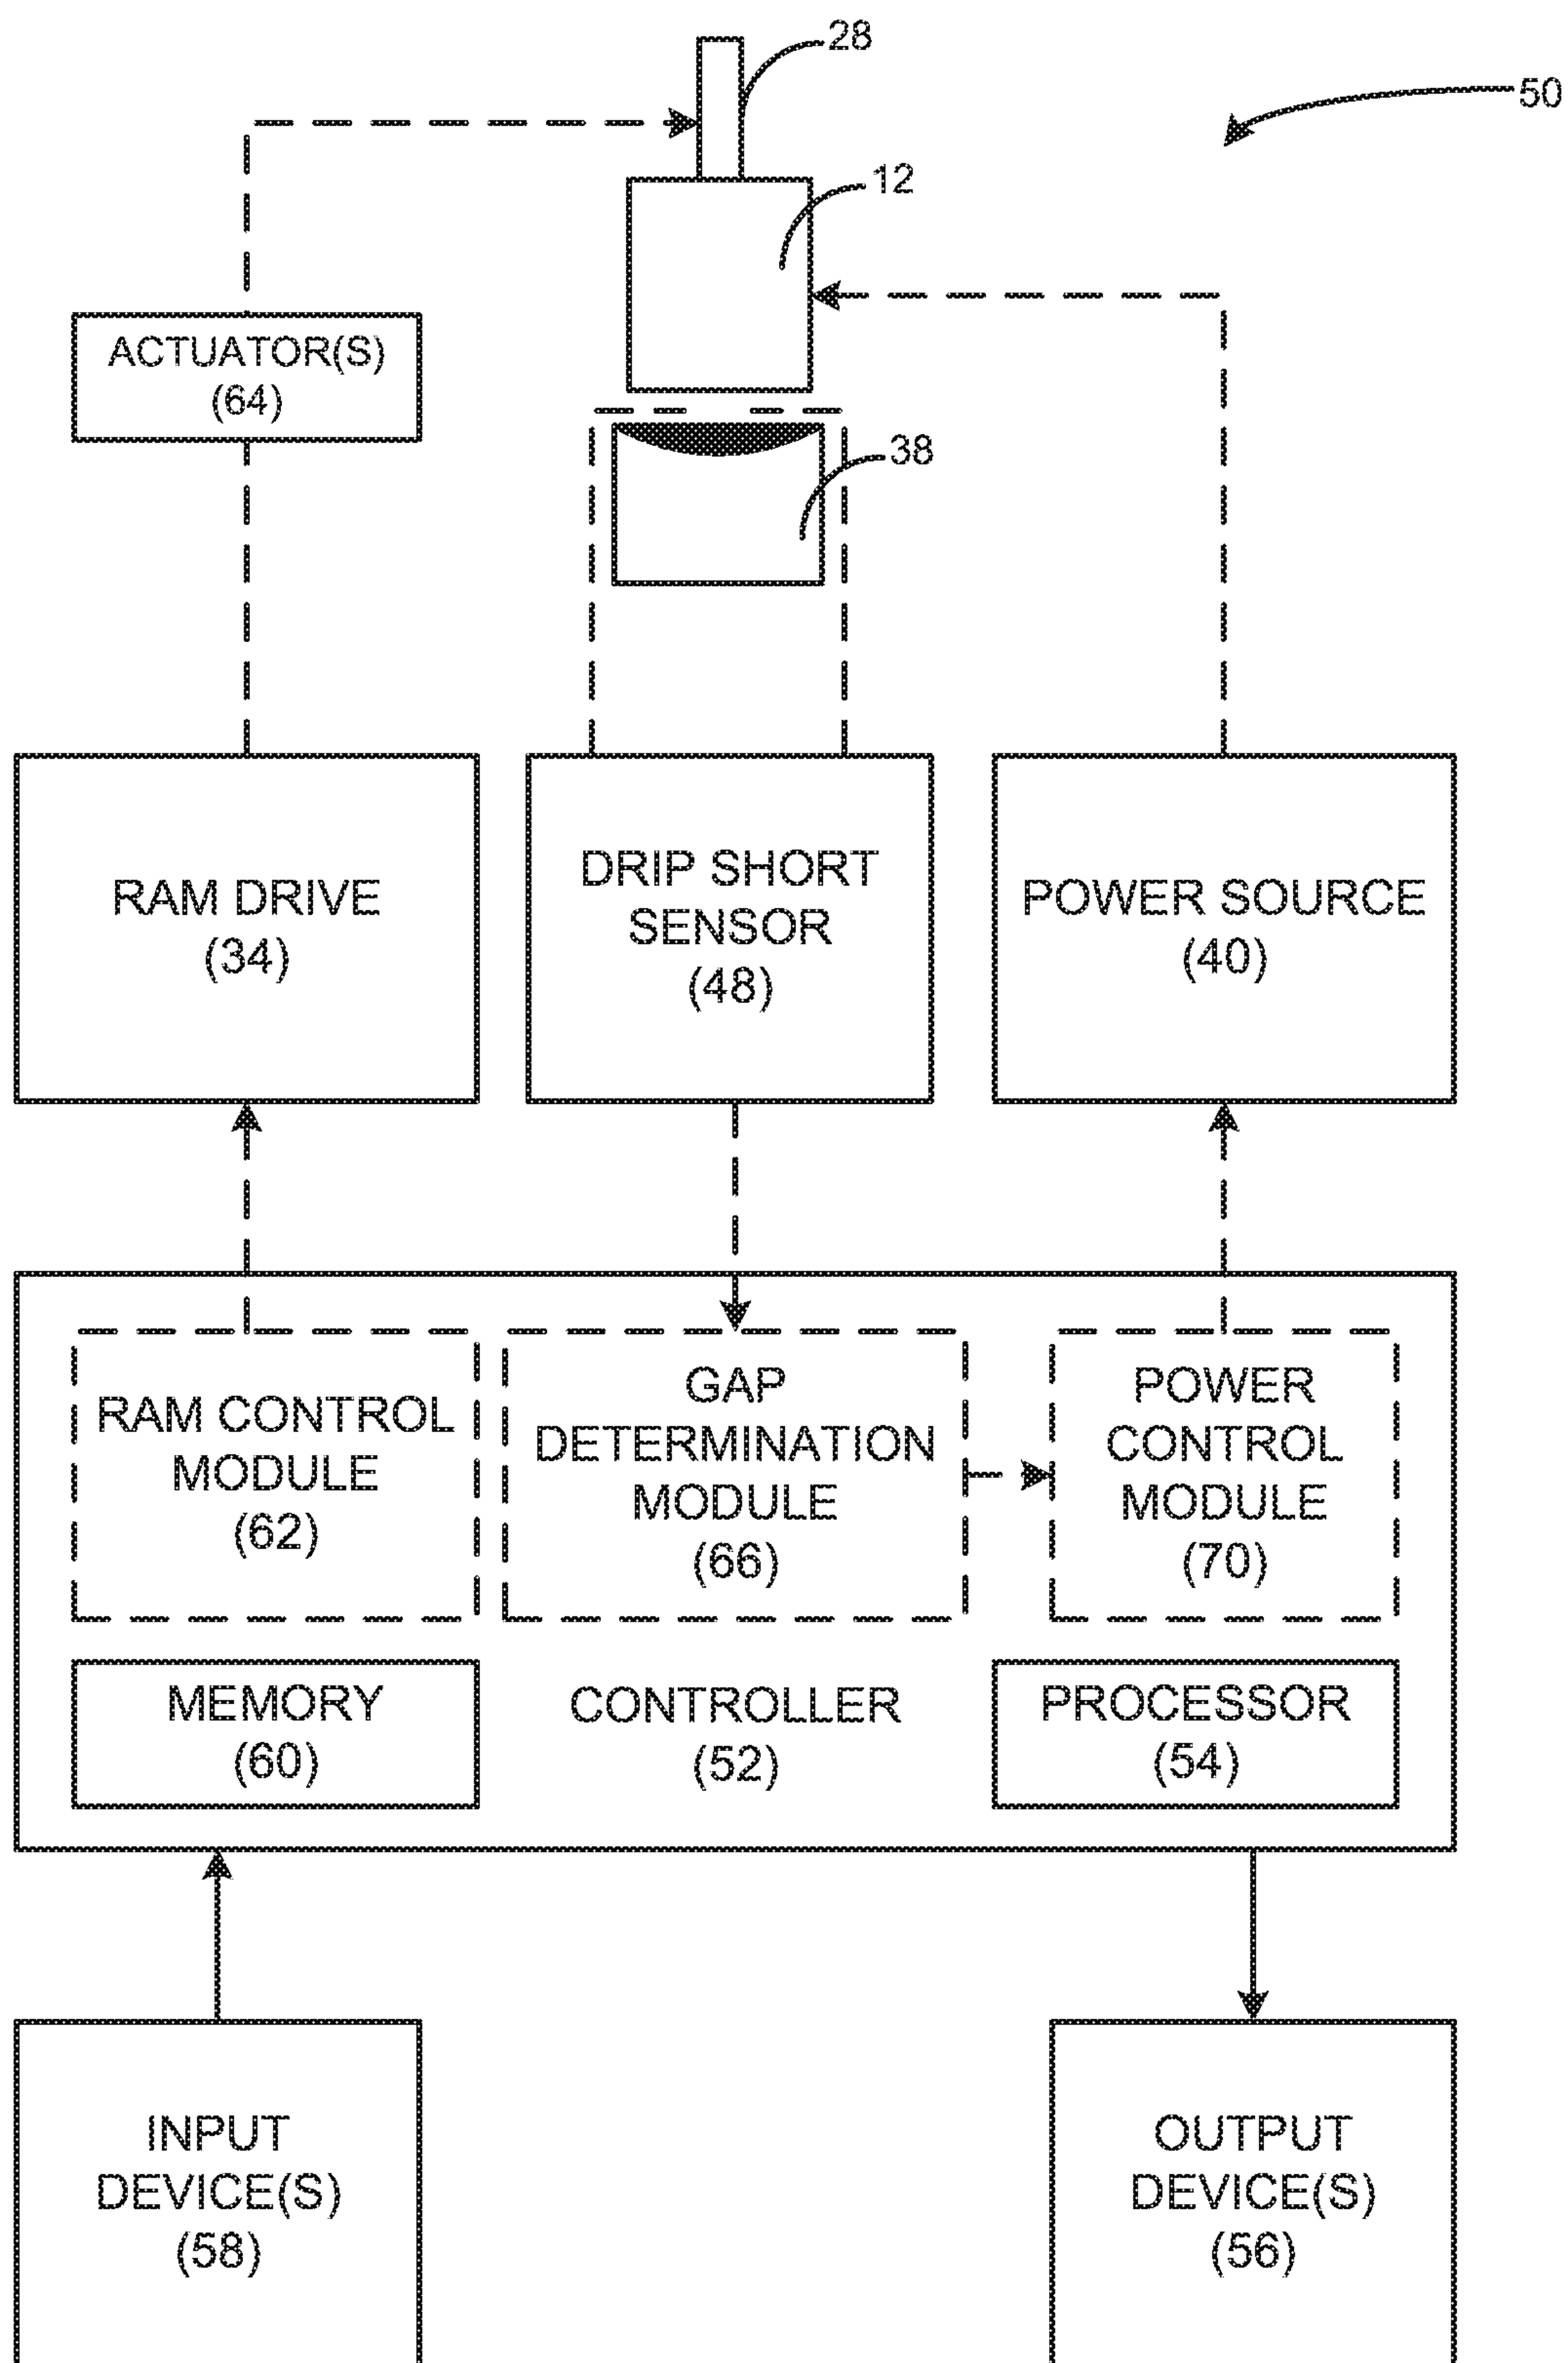 28
50
12
ACTUATOR(S)
(64)
38
RAM DRIVE
(34)
DRIP SHORT
SENSOR
(48)
POWER SOURCE
(40)
RAM CONTROL
MODULE
(62)
GAP
DETERMINATION
MODULE
(66)
POWER
CONTROL
MODULE
(70)
MEMORY
(60)
CONTROLLER
(52)
PROCESSOR
(54)
INPUT
DEVICE(S)
(58)
OUTPUT
DEVICE(S)
(56)